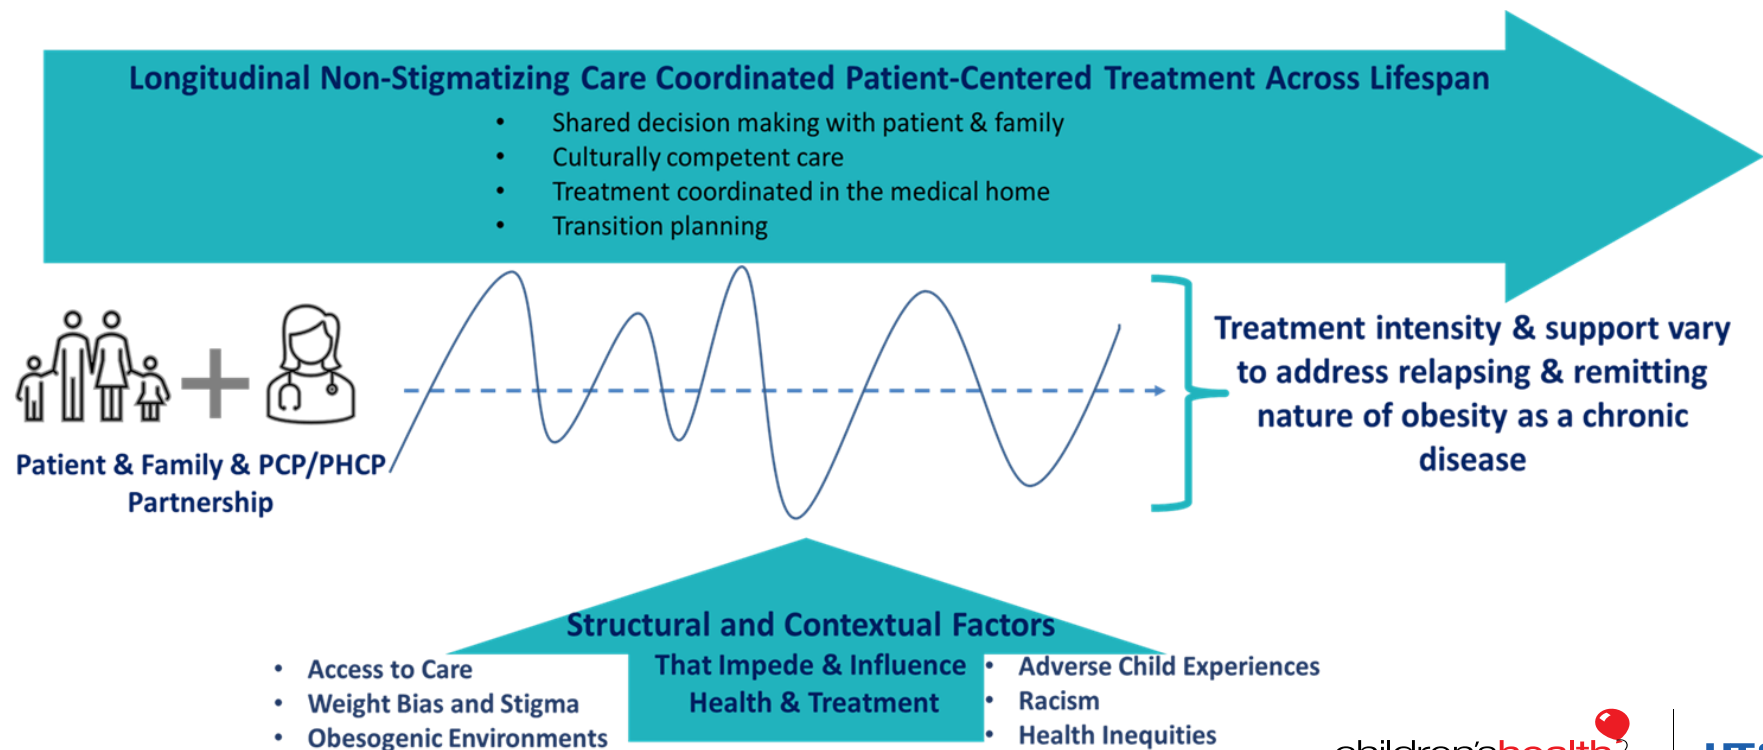 Longitudinal Non-Stigmatizing Care Coordinated Patient-Centered Treatment Across Lifespan
• Shared decision making with patient & family
• Culturally competent care
• Treatment coordinated in the medical home
• Transition planning
Patient & Family & PCP/PHCP
Partnership
Treatment intensity & support vary
to address relapsing & remitting
nature of obesity as a chronic
disease
Structural and Contextual Factors
That Impede & Influence
Health & Treatment
• Access to Care
• Weight Bias and Stigma
• Obesogenic Environments
• Adverse Child Experiences
• Racism
• Health Inequities
children'shealth